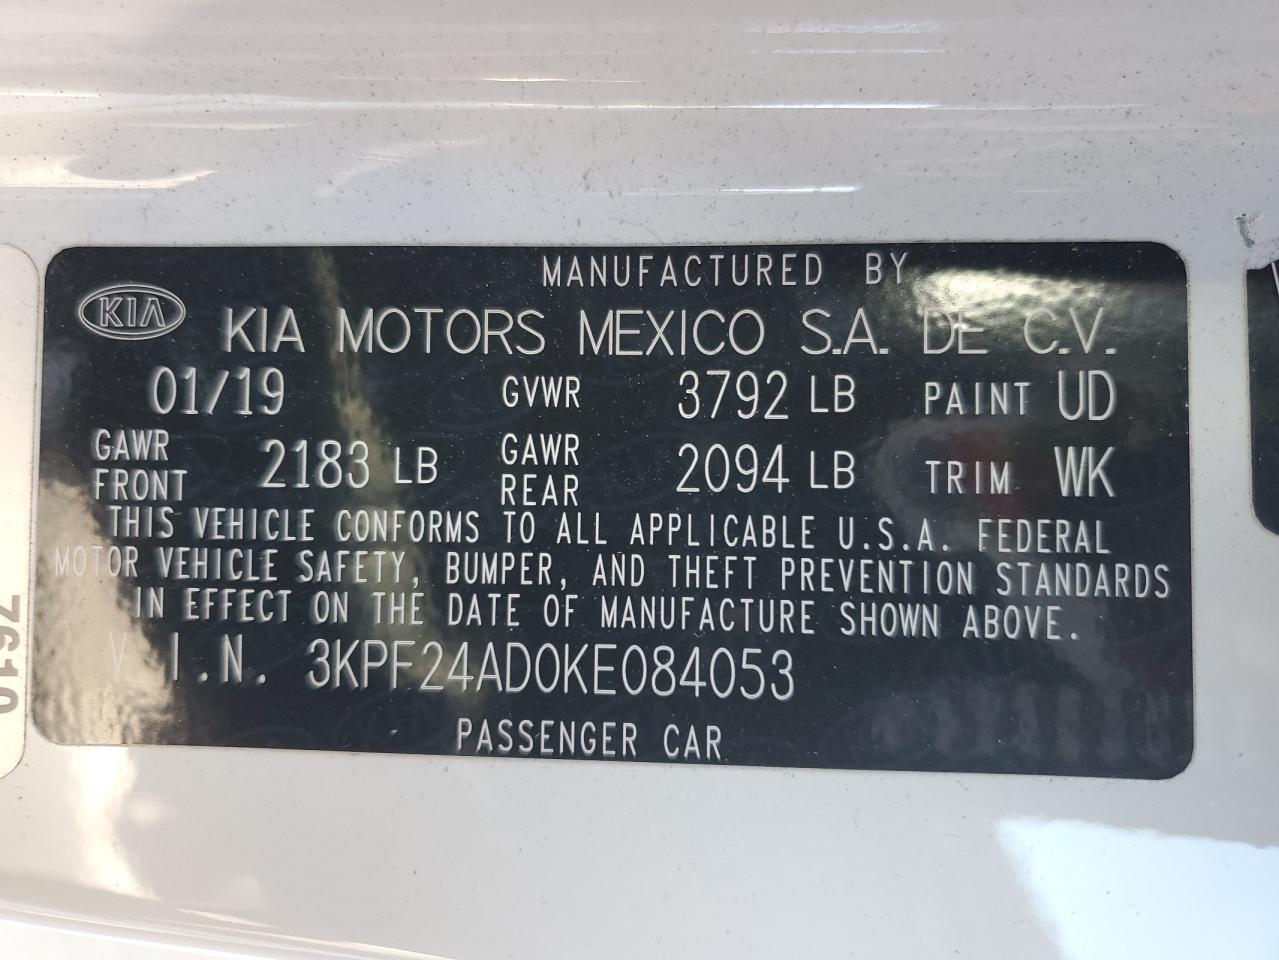 MANUFACTURED BY
KIA KIA MOTORS MEXICO S.A. DE C.V.
01/19 GVWR 3792 LB PAINT UD
GAWR FRONT 2183 LB GAWR REAR 2094 LB TRIM WK
THIS VEHICLE CONFORMS TO ALL APPLICABLE U.S.A. FEDERAL
MOTOR VEHICLE SAFETY, BUMPER, AND THEFT PREVENTION STANDARDS
IN EFFECT ON THE DATE OF MANUFACTURE SHOWN ABOVE.
V.I.N. 3KPF24AD0KE084053
PASSENGER CAR